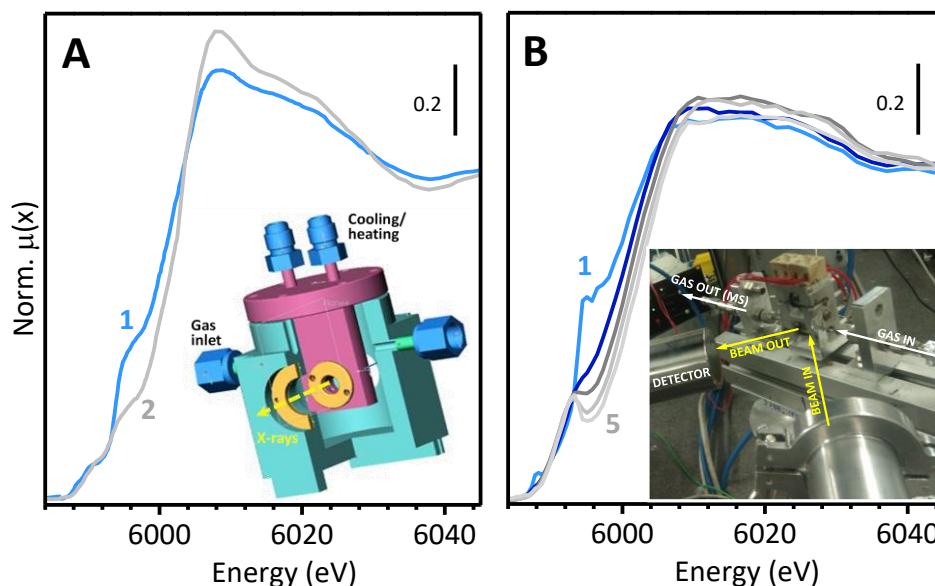 A
0.2
Norm. µ(x)
1
2
Cooling/
heating
Gas
inlet
X-rays
6000
6020
6040
Energy (eV)
B
0.2
1
5
GAS OUT (MS)
GAS IN
BEAM OUT
BEAM IN
DETECTOR
6000
6020
6040
Energy (eV)